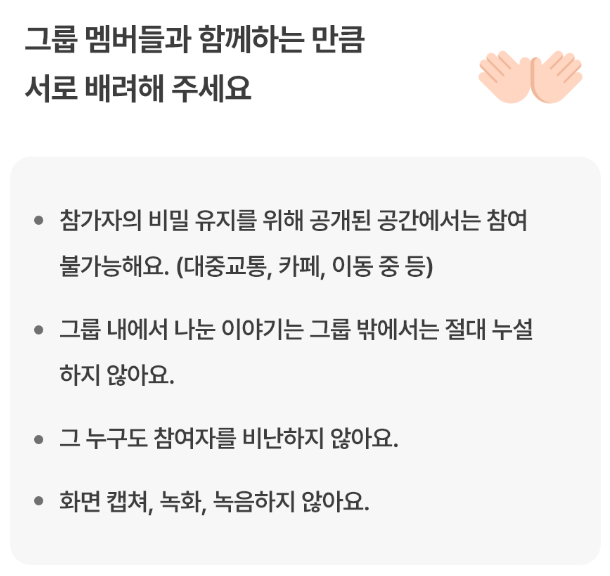 그룹 멤버들과 함께하는 만큼
서로 배려해 주세요
• 참가자의 비밀 유지를 위해 공개된 공간에서는 참여
불가능해요. (대중교통, 카페, 이동 중 등)
• 그룹 내에서 나눈 이야기는 그룹 밖에서는 절대 누설
하지 않아요.
• 그 누구도 참여자를 비난하지 않아요.
• 화면 캡쳐, 녹화, 녹음하지 않아요.